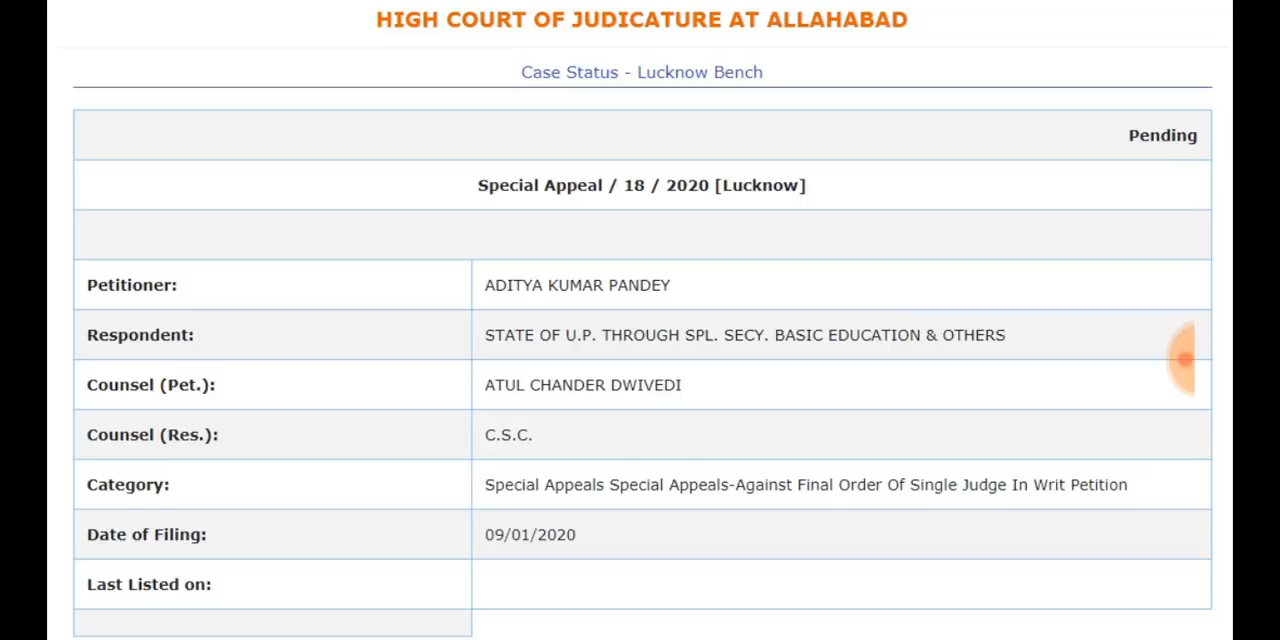 HIGH COURT OF JUDICATURE AT ALLAHABAD
Case Status - Lucknow Bench
Pending
Special Appeal / 18 / 2020 [Lucknow]
Petitioner: ADITYA KUMAR PANDEY
Respondent: STATE OF U.P. THROUGH SPL. SECY. BASIC EDUCATION & OTHERS
Counsel (Pet.): ATUL CHANDER DWIVEDI
Counsel (Res.): C.S.C.
Category: Special Appeals Special Appeals-Against Final Order Of Single Judge In Writ Petition
Date of Filing: 09/01/2020
Last Listed on: